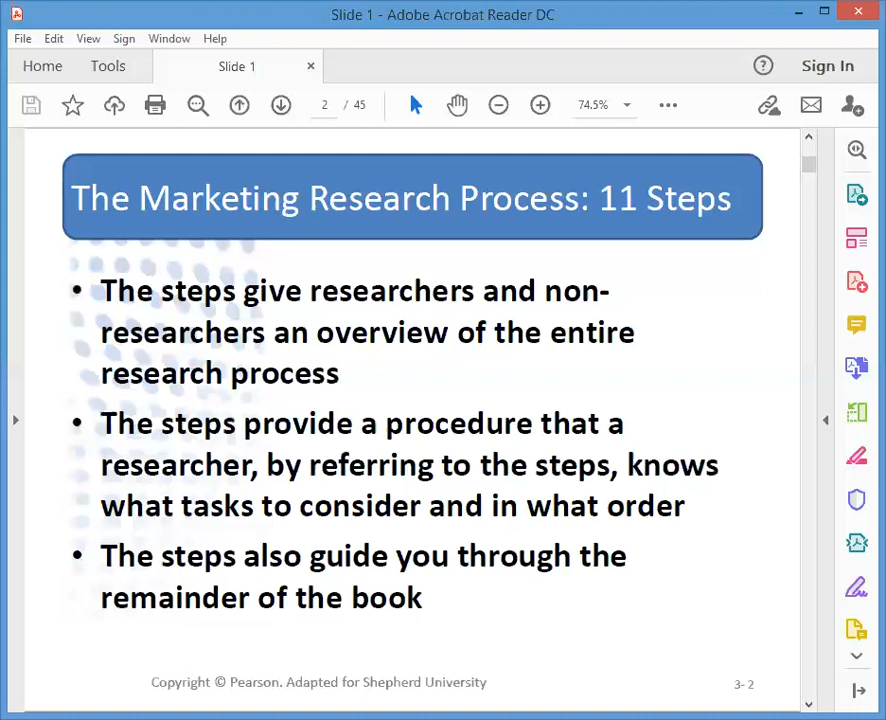 Slide 1 - Adobe Acrobat Reader DC
File Edit View Sign Window Help
Home Tools Slide 1 × Sign In
2 / 45 74.5%
The Marketing Research Process: 11 Steps
• The steps give researchers and non-
researchers an overview of the entire
research process
• The steps provide a procedure that a
researcher, by referring to the steps, knows
what tasks to consider and in what order
• The steps also guide you through the
remainder of the book
Copyright © Pearson. Adapted for Shepherd University 3- 2